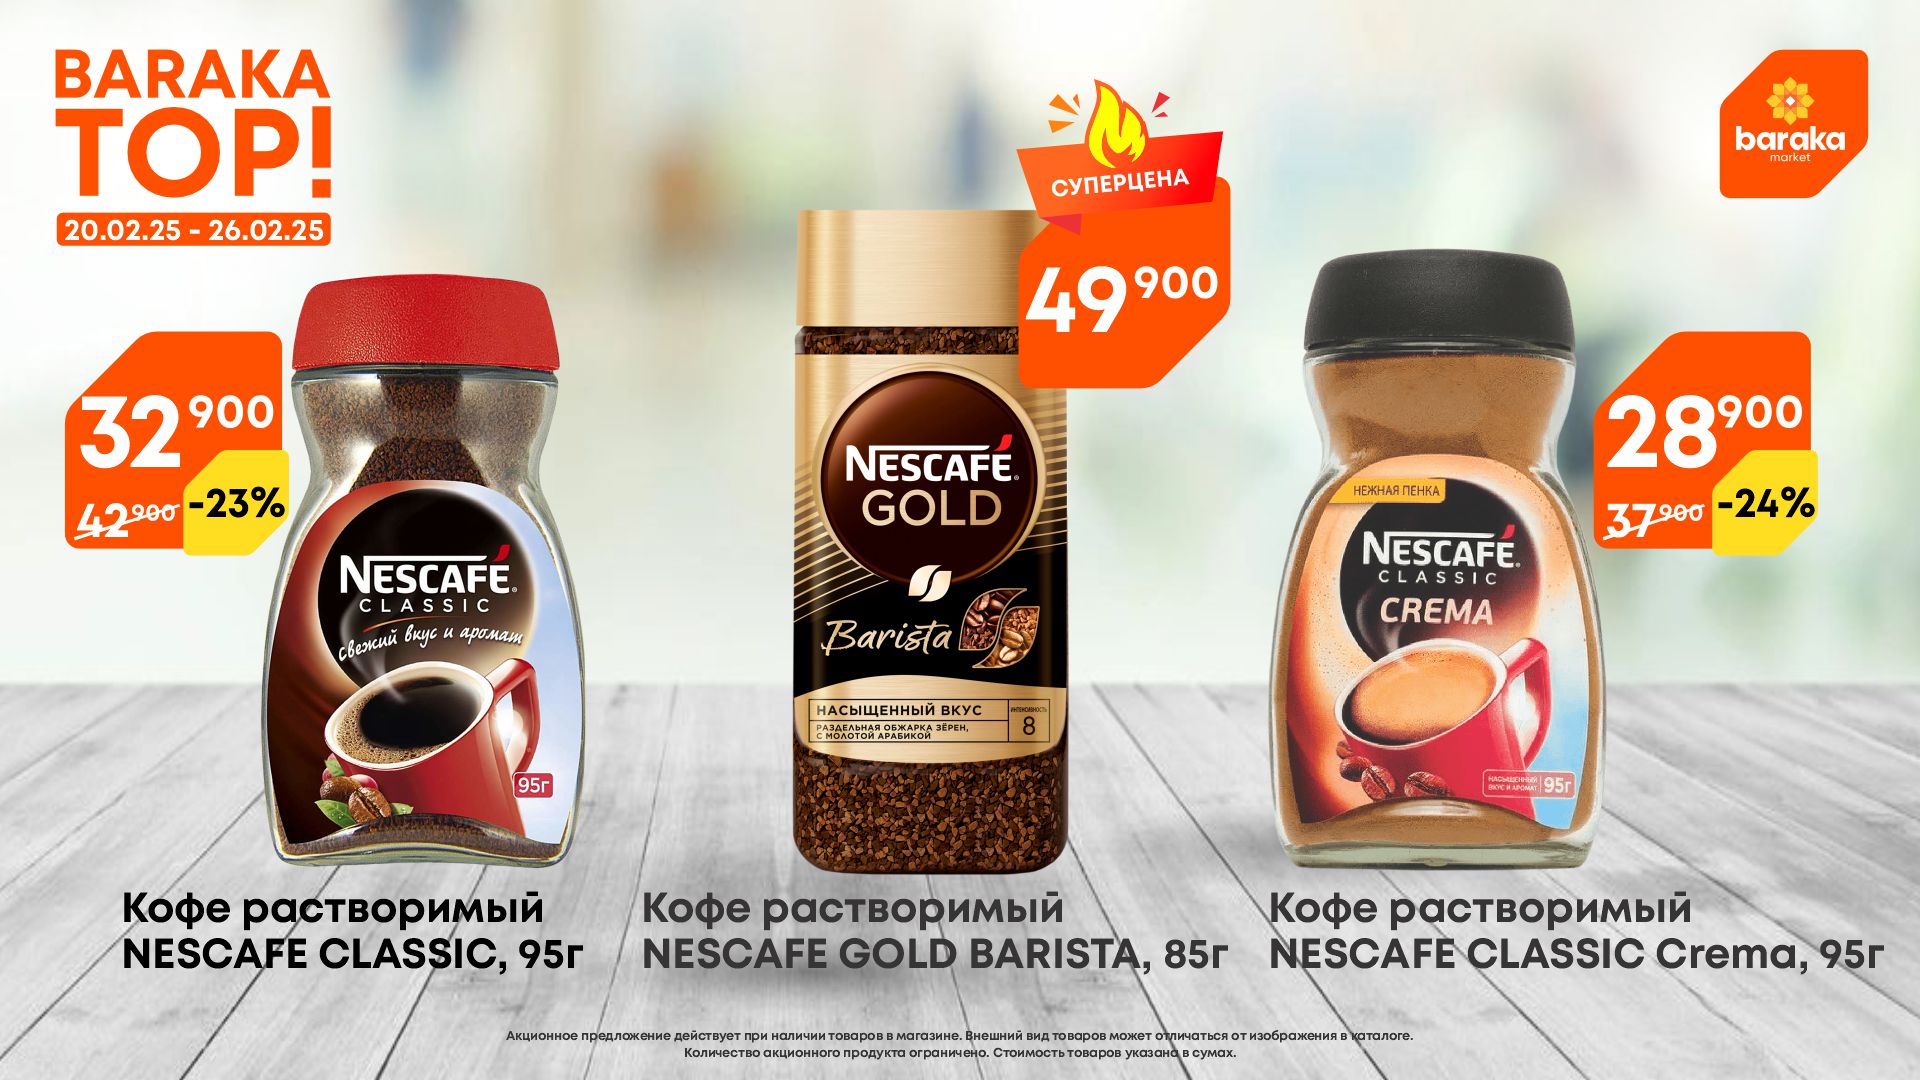 BARAKA
TOP!
20.02.25 - 26.02.25
baraka
market
СУПЕРЦЕНА
49 900
32 900
42 900
-23%
28 900
37 900
-24%
NESCAFÉ
CLASSIC
свежий вкус и аромат
95г
NESCAFÉ
GOLD
Barista
НАСЫЩЕННЫЙ ВКУС
РАЗДЕЛЬНАЯ ОБЖАРКА ЗЁРЕН,
С МОЛОТОЙ АРАБИКОЙ
ИНТЕНСИВНОСТЬ
8
НЕЖНАЯ ПЕНКА
NESCAFÉ
CLASSIC
CREMA
НАСЫЩЕННЫЙ
ВКУС И АРОМАТ
95г
Кофе растворимый
NESCAFE CLASSIC, 95г
Кофе растворимый
NESCAFE GOLD BARISTA, 85г
Кофе растворимый
NESCAFE CLASSIC Crema, 95г
Акционное предложение действует при наличии товаров в магазине. Внешний вид товаров может отличаться от изображения в каталоге.
Количество акционного продукта ограничено. Стоимость товаров указана в сумах.